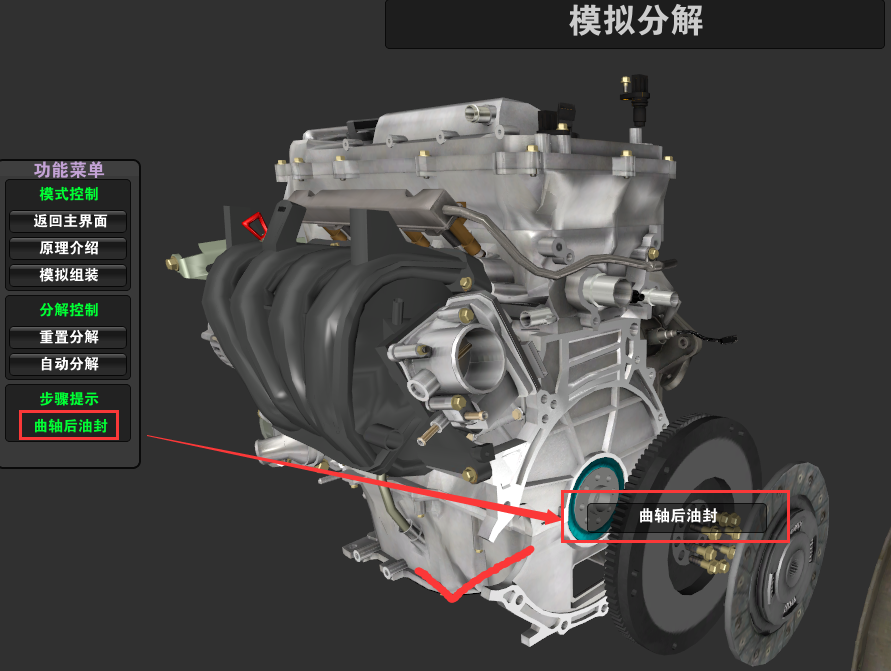 模拟分解
功能菜单
模式控制
返回主界面
原理介绍
模拟组装
分解控制
重置分解
自动分解
步骤提示
曲轴后油封
曲轴后油封